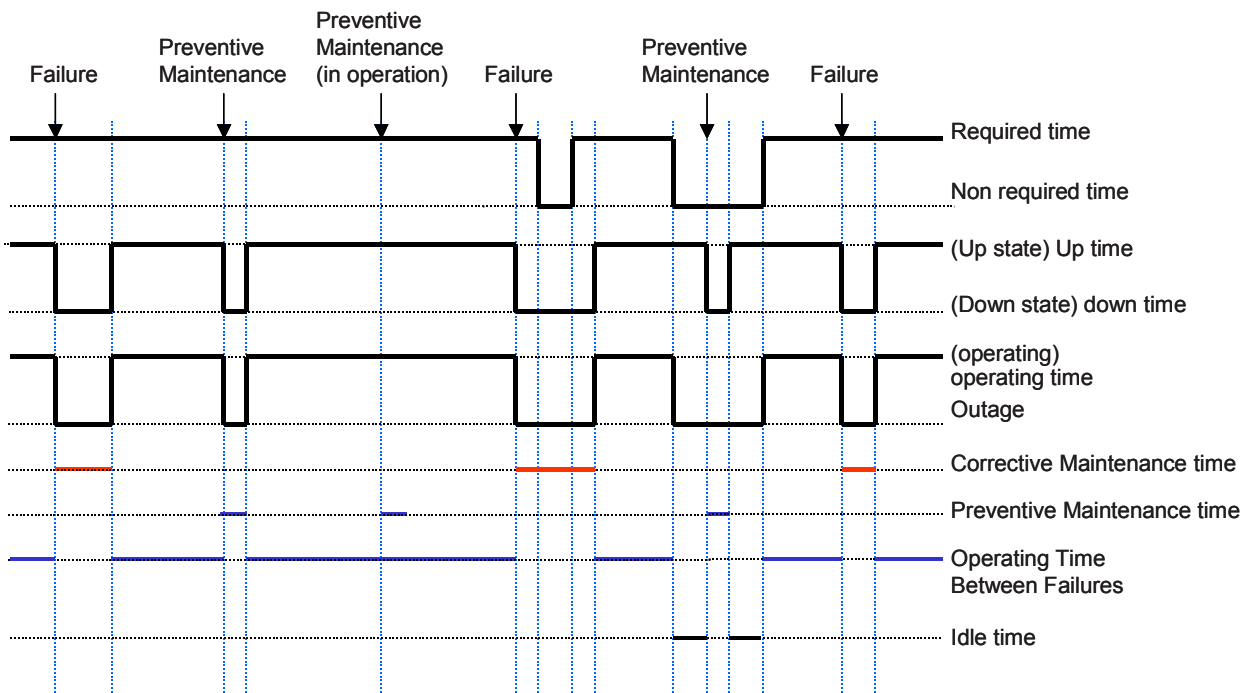 Failure
Preventive
Maintenance
Preventive
Maintenance
(in operation)
Failure
Preventive
Maintenance
Failure
Required time
Non required time
(Up state) Up time
(Down state) down time
(operating)
operating time
Outage
Corrective Maintenance time
Preventive Maintenance time
Operating Time
Between Failures
Idle time